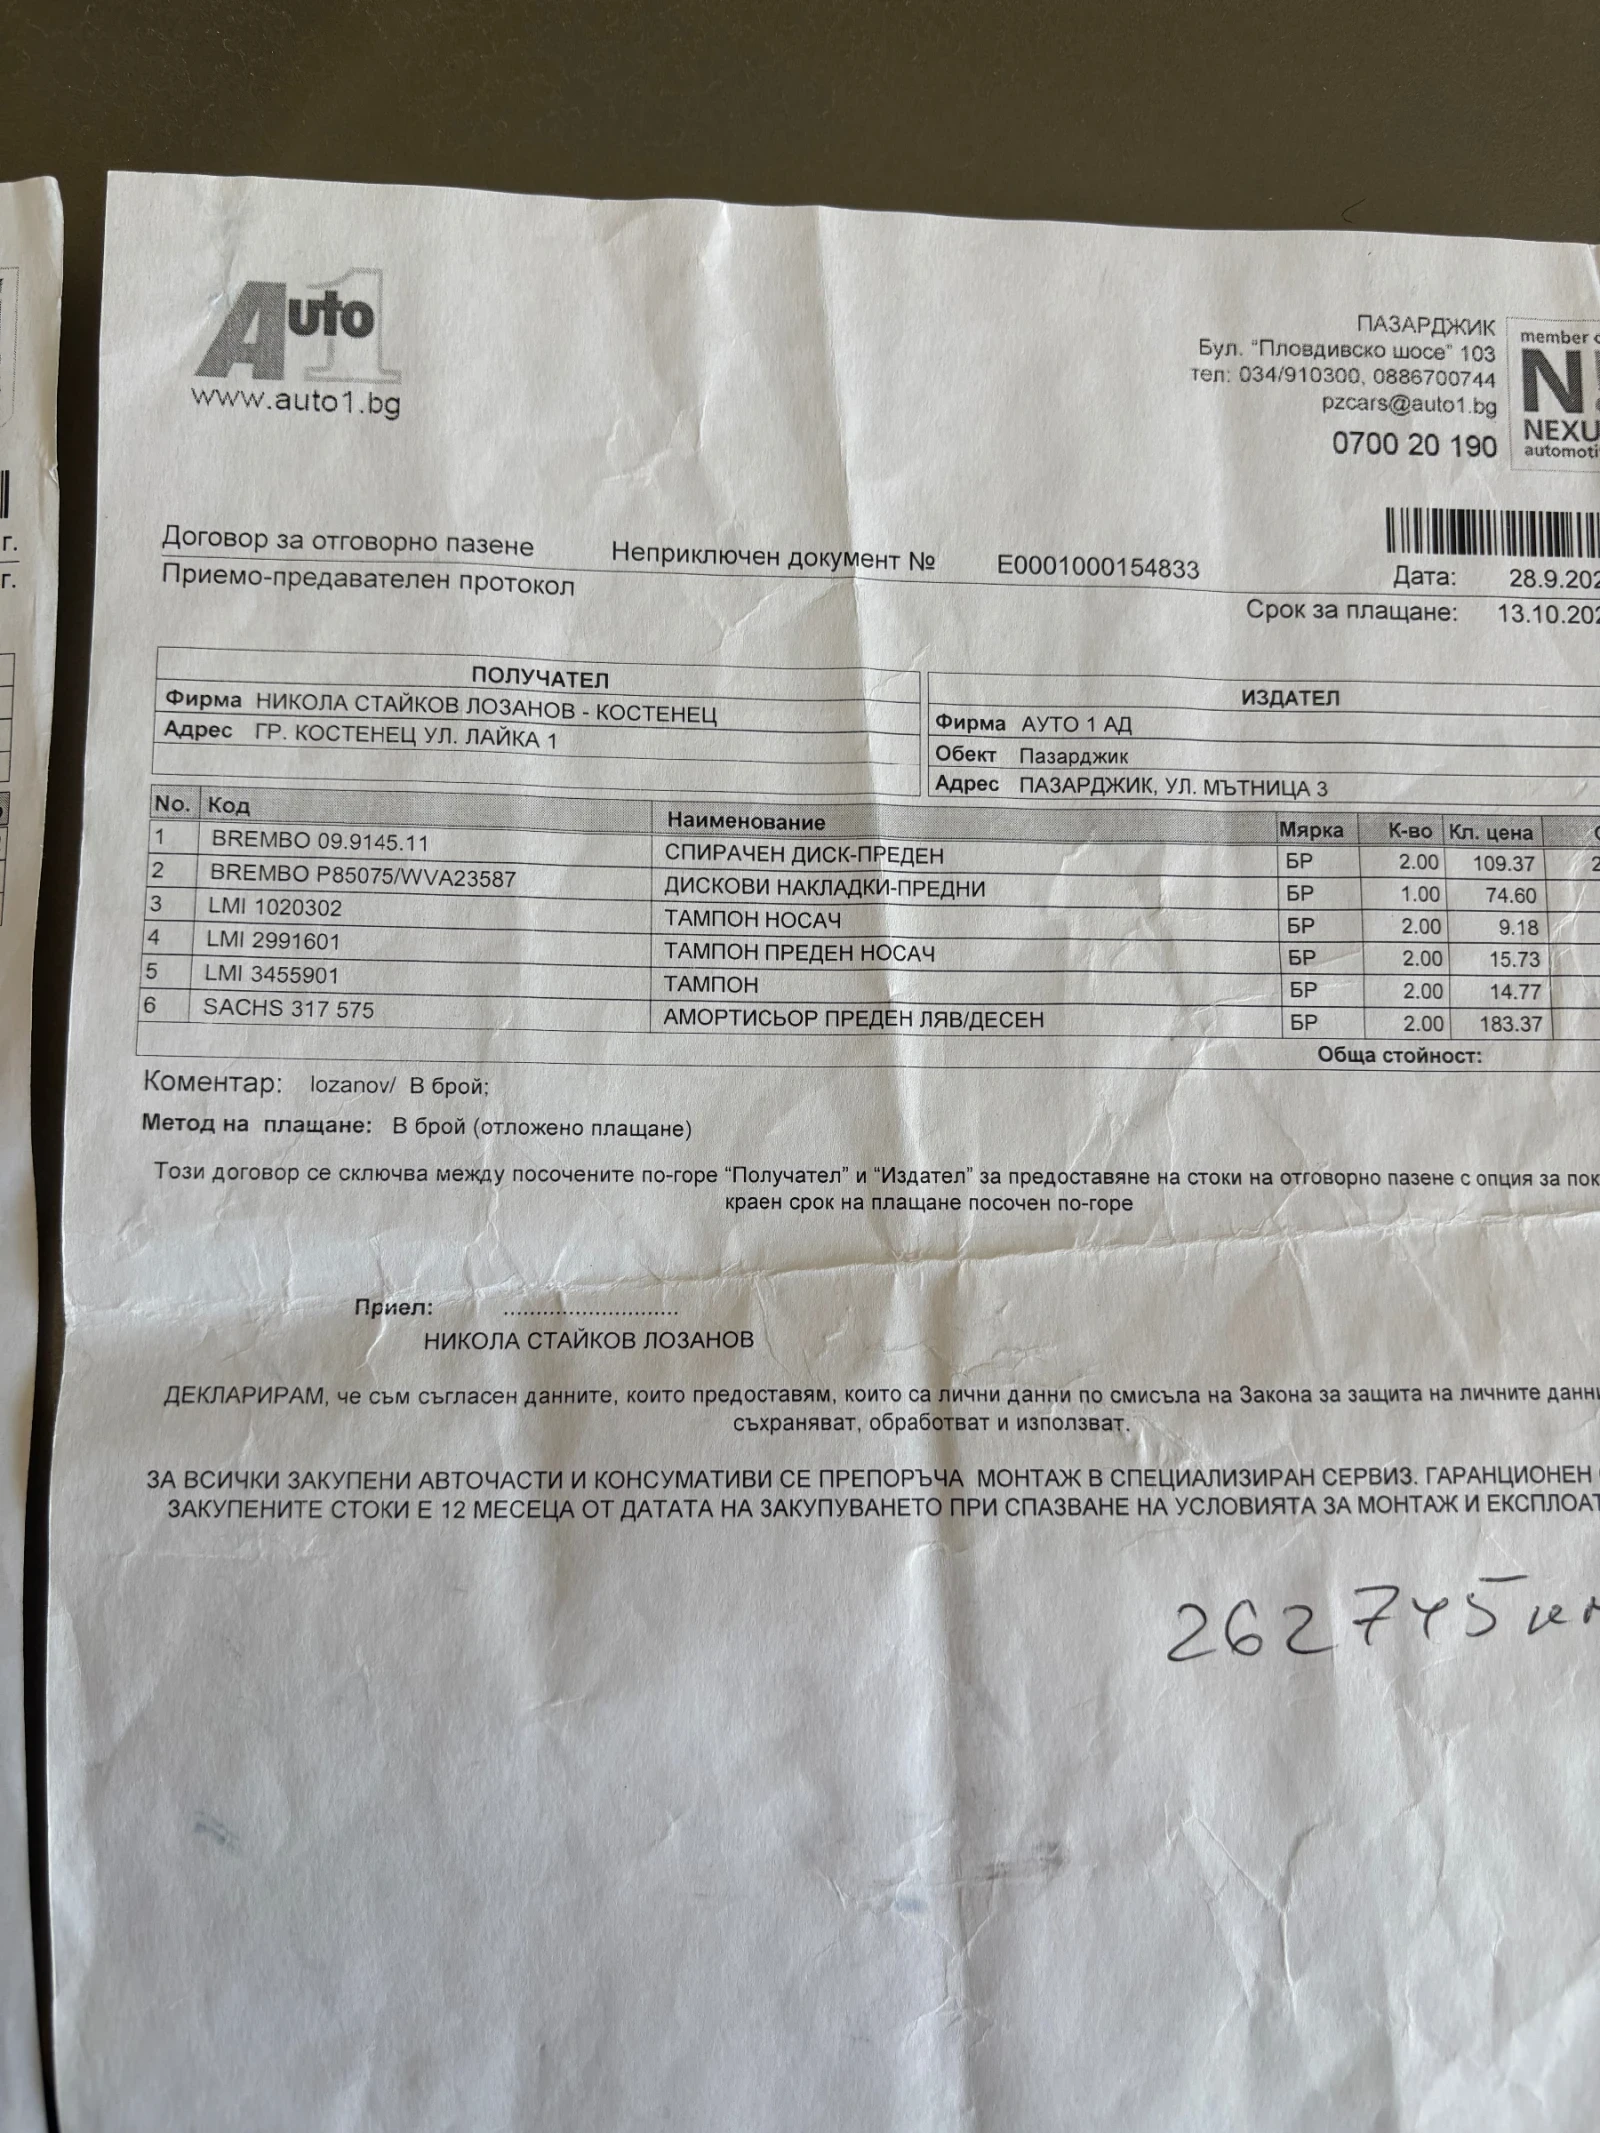 Auto 1
www.auto1.bg
ПАЗАРДЖИК
Бул. “Пловдивско шосе” 103
тел: 034/910300, 0886700744
pzcars@auto1.bg
0700 20 190
member
NEXU
automoti
г.
г.
Договор за отговорно пазене Неприключен документ № E0001000154833
Приемо-предавателен протокол
Дата: 28.9.202
Срок за плащане: 13.10.202
ПОЛУЧАТЕЛ
Фирма НИКОЛА СТАЙКОВ ЛОЗАНОВ - КОСТЕНЕЦ
Адрес ГР. КОСТЕНЕЦ УЛ. ЛАЙКА 1
ИЗДАТЕЛ
Фирма АУТО 1 АД
Обект Пазарджик
Адрес ПАЗАРДЖИК, УЛ. МЪТНИЦА 3
No. Код Наименование Мярка К-во Кл. цена
1 BREMBO 09.9145.11 СПИРАЧЕН ДИСК-ПРЕДЕН БР 2.00 109.37 2
2 BREMBO P85075/WVA23587 ДИСКОВИ НАКЛАДКИ-ПРЕДНИ БР 1.00 74.60
3 LMI 1020302 ТАМПОН НОСАЧ БР 2.00 9.18
4 LMI 2991601 ТАМПОН ПРЕДЕН НОСАЧ БР 2.00 15.73
5 LMI 3455901 ТАМПОН БР 2.00 14.77
6 SACHS 317 575 АМОРТИСЬОР ПРЕДЕН ЛЯВ/ДЕСЕН БР 2.00 183.37
Обща стойност:
Коментар: lozanov/ В брой;
Метод на плащане: В брой (отложено плащане)
Този договор се сключва между посочените по-горе “Получател” и “Издател” за предоставяне на стоки на отговорно пазене с опция за пок
краен срок на плащане посочен по-горе
Приел: ...........................
НИКОЛА СТАЙКОВ ЛОЗАНОВ
ДЕКЛАРИРАМ, че съм съгласен данните, които предоставям, които са лични данни по смисъла на Закона за защита на личните данни
съхраняват, обработват и използват.
ЗА ВСИЧКИ ЗАКУПЕНИ АВТОЧАСТИ И КОНСУМАТИВИ СЕ ПРЕПОРЪЧА МОНТАЖ В СПЕЦИАЛИЗИРАН СЕРВИЗ. ГАРАНЦИОНЕН
ЗАКУПЕНИТЕ СТОКИ Е 12 МЕСЕЦА ОТ ДАТАТА НА ЗАКУПУВАНЕТО ПРИ СПАЗВАНЕ НА УСЛОВИЯТА ЗА МОНТАЖ И ЕКСПЛОАТ
262745 км